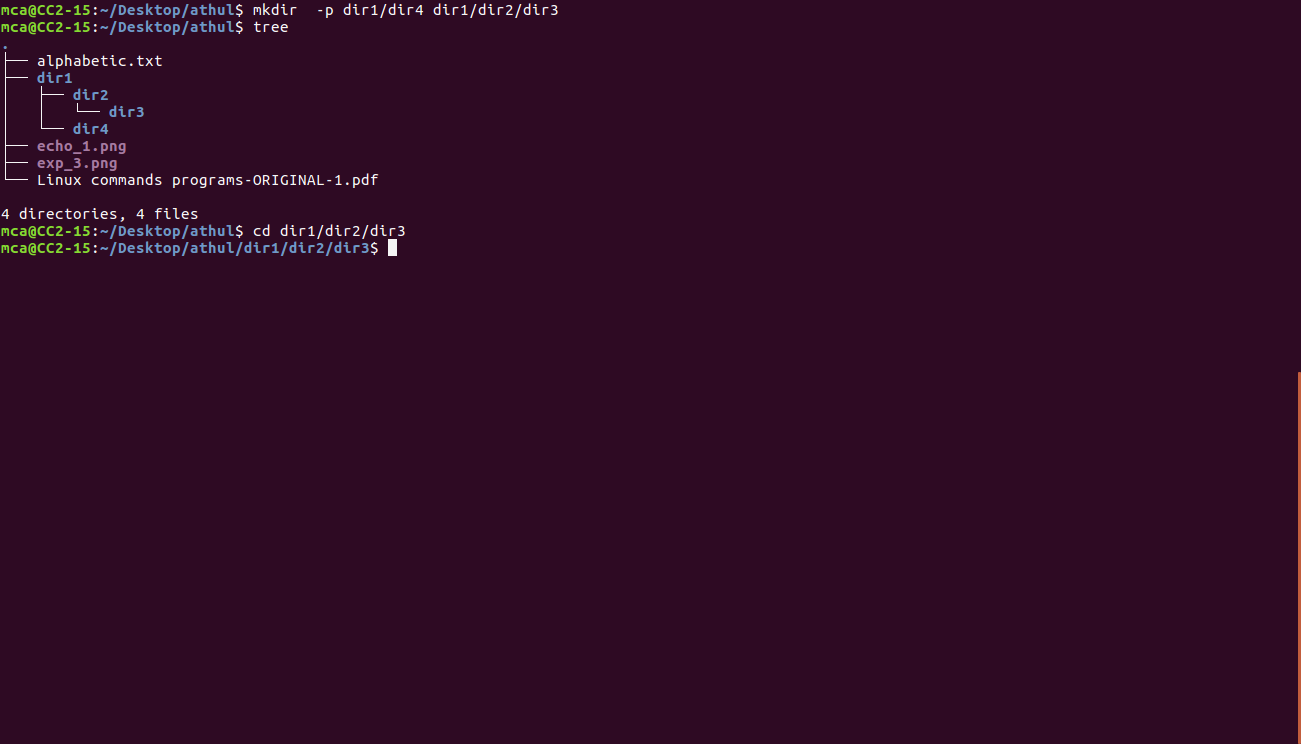 mca@CC2-15:~/Desktop/athul$ mkdir  -p dir1/dir4 dir1/dir2/dir3
mca@CC2-15:~/Desktop/athul$ tree
.
├── alphabetic.txt
├── dir1
│   ├── dir2
│   │   └── dir3
│   └── dir4
├── echo_1.png
├── exp_3.png
└── Linux commands programs-ORIGINAL-1.pdf
4 directories, 4 files
mca@CC2-15:~/Desktop/athul$ cd dir1/dir2/dir3
mca@CC2-15:~/Desktop/athul/dir1/dir2/dir3$